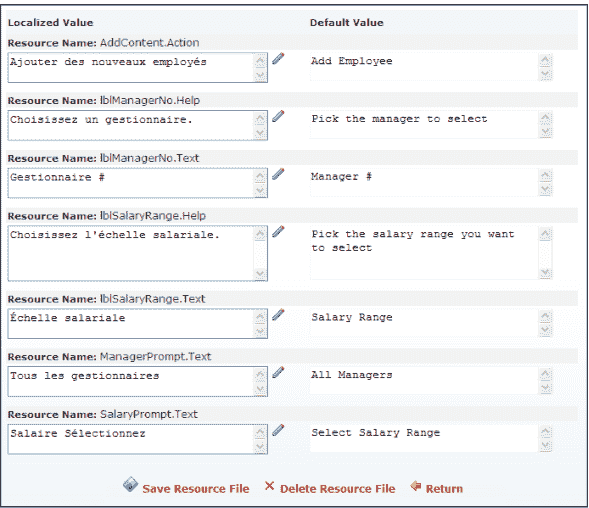 Localized Value Default Value
Resource Name: AddContent.Action
Ajouter des nouveaux employés Add Employee
Resource Name: lblManagerNo.Help
Choisissez un gestionnaire. Pick the manager to select
Resource Name: lblManagerNo.Text
Gestionnaire # Manager #
Resource Name: lblSalaryRange.Help
Choisissez l'échelle salariale. Pick the salary range you want
to select
Resource Name: lblSalaryRange.Text
Échelle salariale Salary Range
Resource Name: ManagerPrompt.Text
Tous les gestionnaires All Managers
Resource Name: SalaryPrompt.Text
Salaire Sélectionnez Select Salary Range
Save Resource File Delete Resource File Return